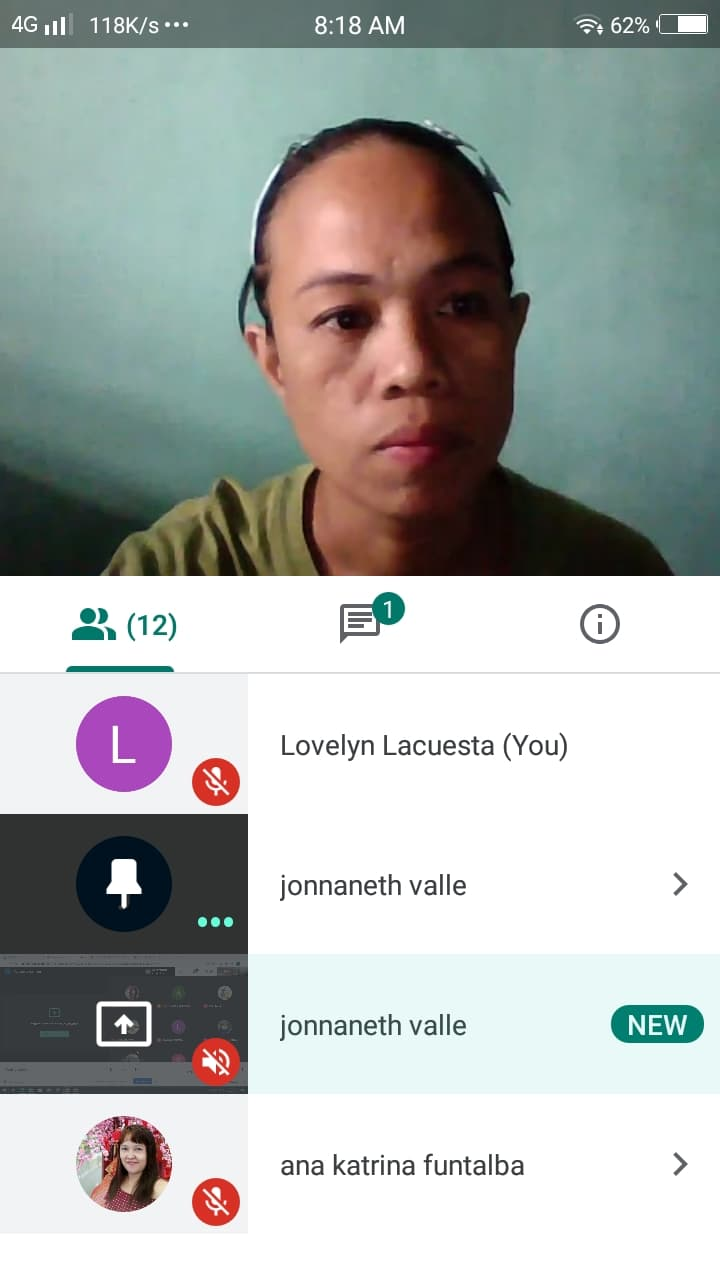 4G 118K/s ••• 8:18 AM 62%
(12) 1
L Lovelyn Lacuesta (You)
jonnaneth valle
jonnaneth valle NEW
ana katrina funtalba